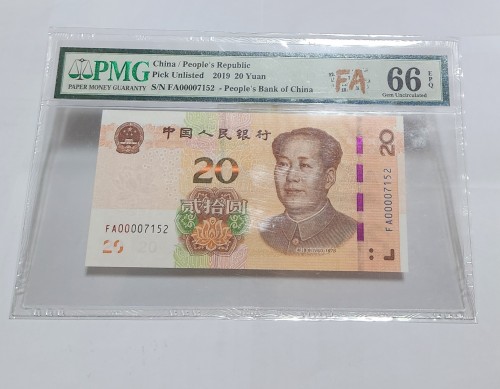 PMG
PAPER MONEY GUARANTY
China / People's Republic
Pick Unlisted 2019 20 Yuan
S/N FA00007152 - People's Bank of China
FA
66 EPQ
Gem Uncirculated
中国人民银行
20
贰拾圆
FA00007152
20 20
20
FA00007152